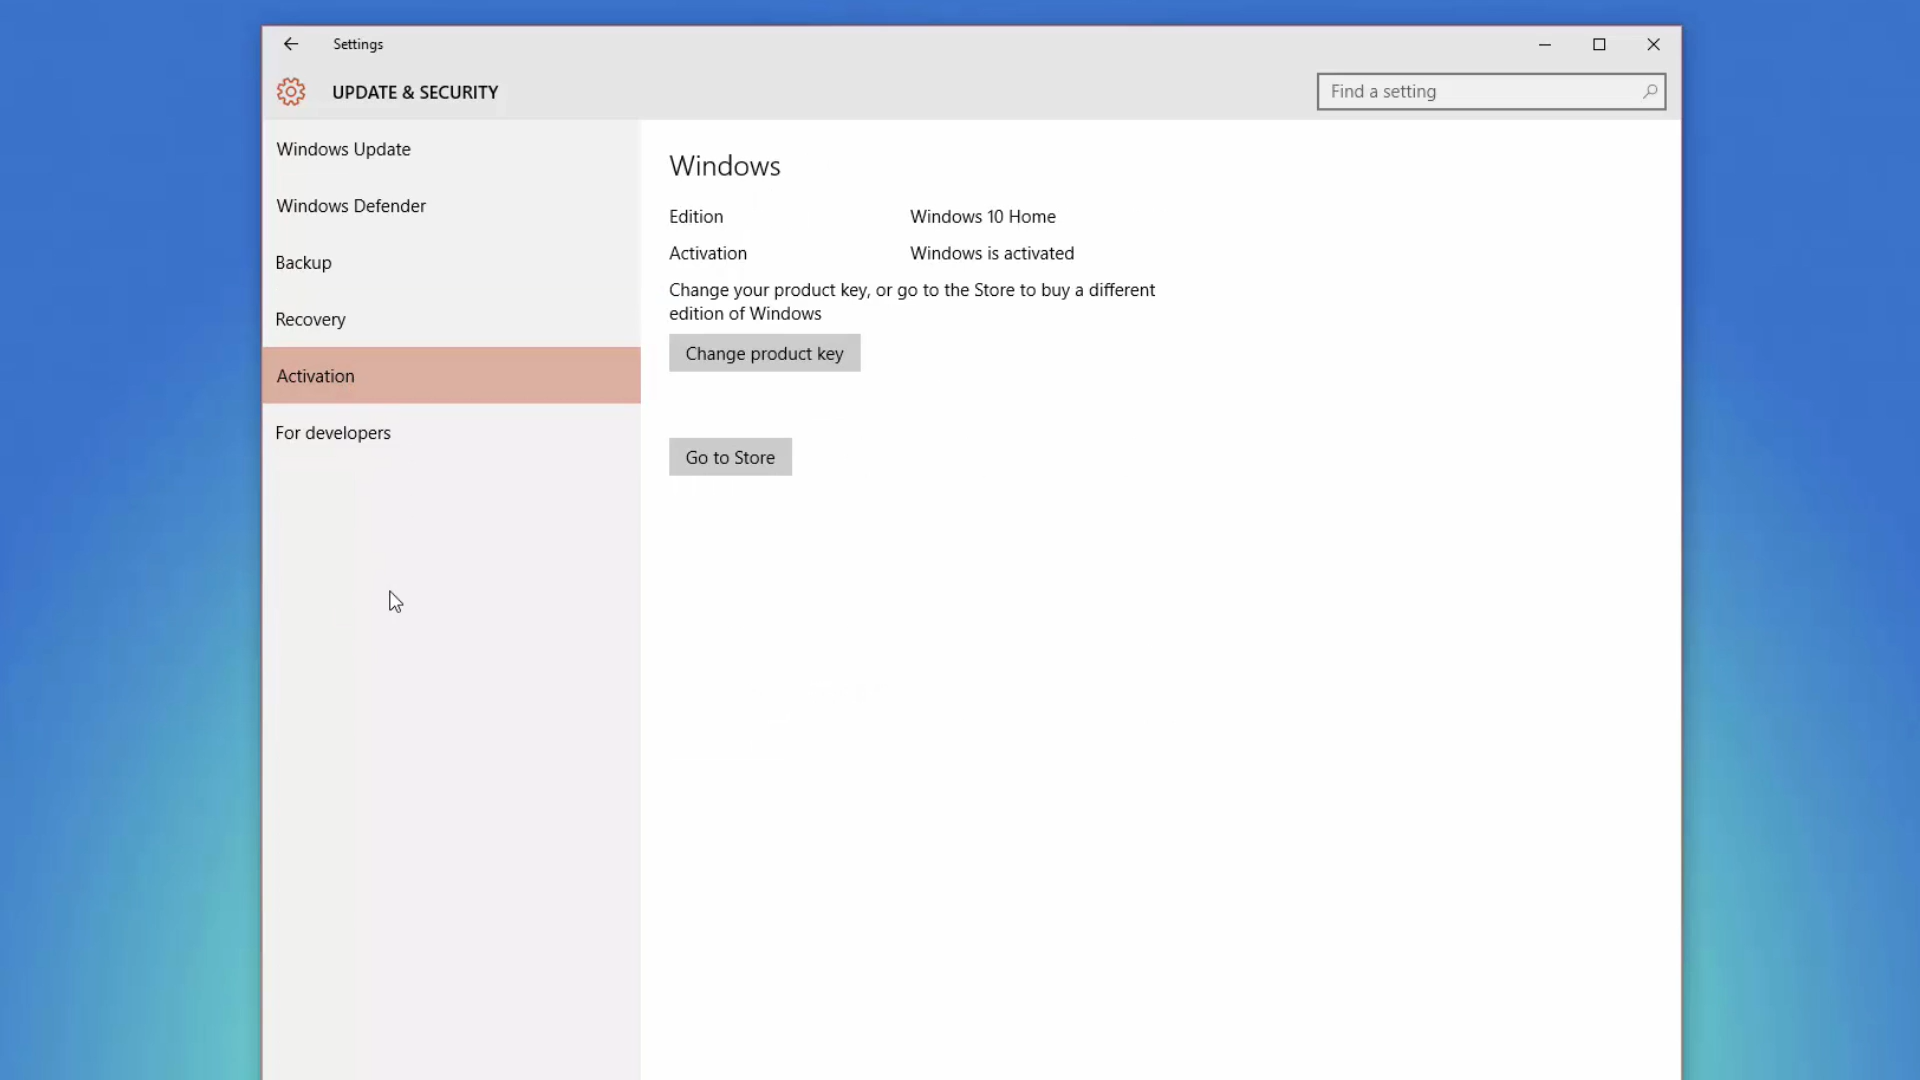 Settings
UPDATE & SECURITY
Find a setting
Windows Update
Windows Defender
Backup
Recovery
Activation
For developers
Windows
Edition Windows 10 Home
Activation Windows is activated
Change your product key, or go to the Store to buy a different
edition of Windows
Change product key
Go to Store